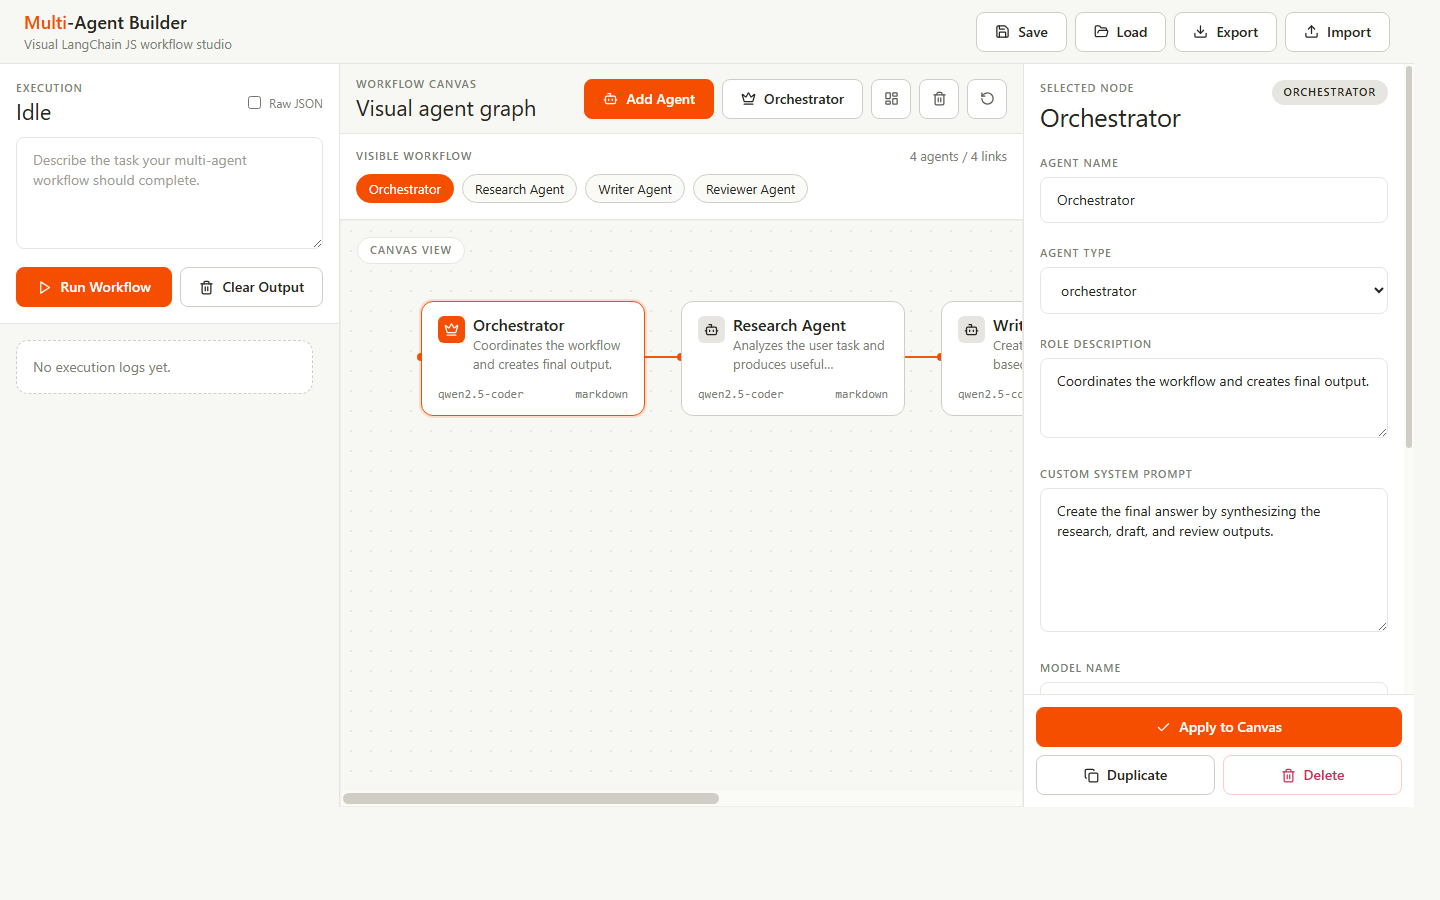 Multi-Agent Builder
Visual LangChain JS workflow studio
Save
Load
Export
Import
EXECUTION
Idle
Raw JSON
Describe the task your multi-agent
workflow should complete.
Run Workflow
Clear Output
No execution logs yet.
WORKFLOW CANVAS
Visual agent graph
Add Agent
Orchestrator
VISIBLE WORKFLOW
4 agents / 4 links
Orchestrator
Research Agent
Writer Agent
Reviewer Agent
CANVAS VIEW
Orchestrator
Coordinates the workflow
and creates final output.
qwen2.5-coder
markdown
Research Agent
Analyzes the user task and
produces useful...
qwen2.5-coder
markdown
Writ
Creat
based
qwen2.5-co
SELECTED NODE
ORCHESTRATOR
Orchestrator
AGENT NAME
Orchestrator
AGENT TYPE
orchestrator
ROLE DESCRIPTION
Coordinates the workflow and creates final output.
CUSTOM SYSTEM PROMPT
Create the final answer by synthesizing the
research, draft, and review outputs.
MODEL NAME
Apply to Canvas
Duplicate
Delete